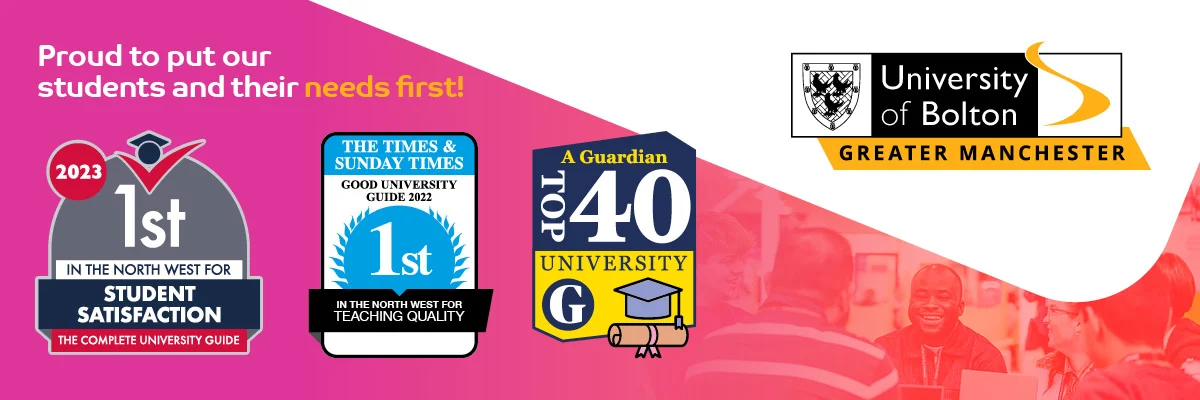 Proud to put our
students and their needs first!
2023
1st
IN THE NORTH WEST FOR
STUDENT
SATISFACTION
THE COMPLETE UNIVERSITY GUIDE
THE TIMES &
SUNDAY TIMES
GOOD UNIVERSITY
GUIDE 2022
1st
IN THE NORTH WEST FOR
TEACHING QUALITY
A Guardian
TOP 40
UNIVERSITY
G
University
of Bolton
GREATER MANCHESTER